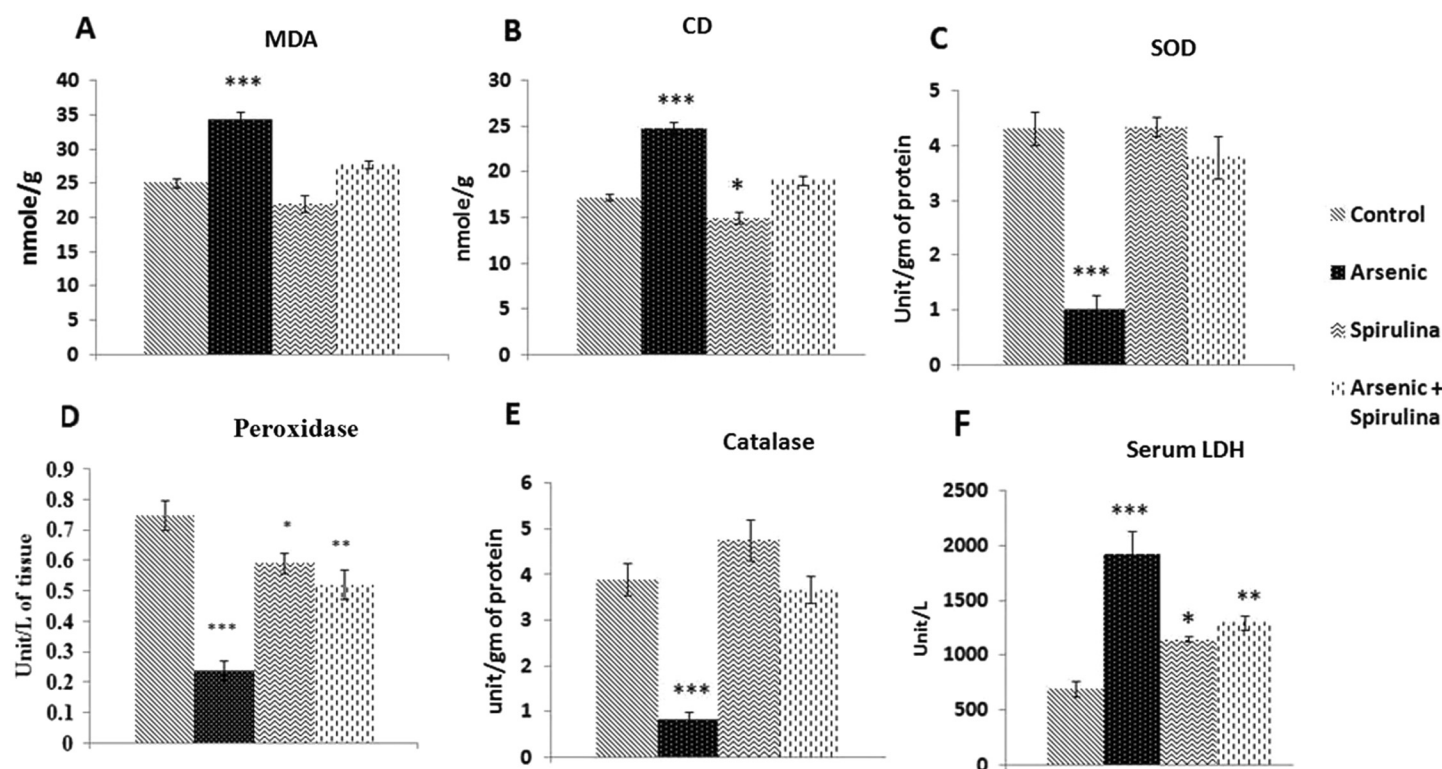 A
MDA
***
40
35
30
25
20
15
10
5
0
nmole/g
B
CD
***
*
30
25
20
15
10
5
0
nmole/g
C
SOD
***
5
4
3
2
1
0
Unit/gm of protein
Control
Arsenic
Spirulina
Arsenic +
Spirulina
D
Peroxidase
***
*
**
0.9
0.8
0.7
0.6
0.5
0.4
0.3
0.2
0.1
0
Unit/L of tissue
E
Catalase
***
6
5
4
3
2
1
0
unit/gm of protein
F
Serum LDH
***
*
**
2500
2000
1500
1000
500
0
Unit/L